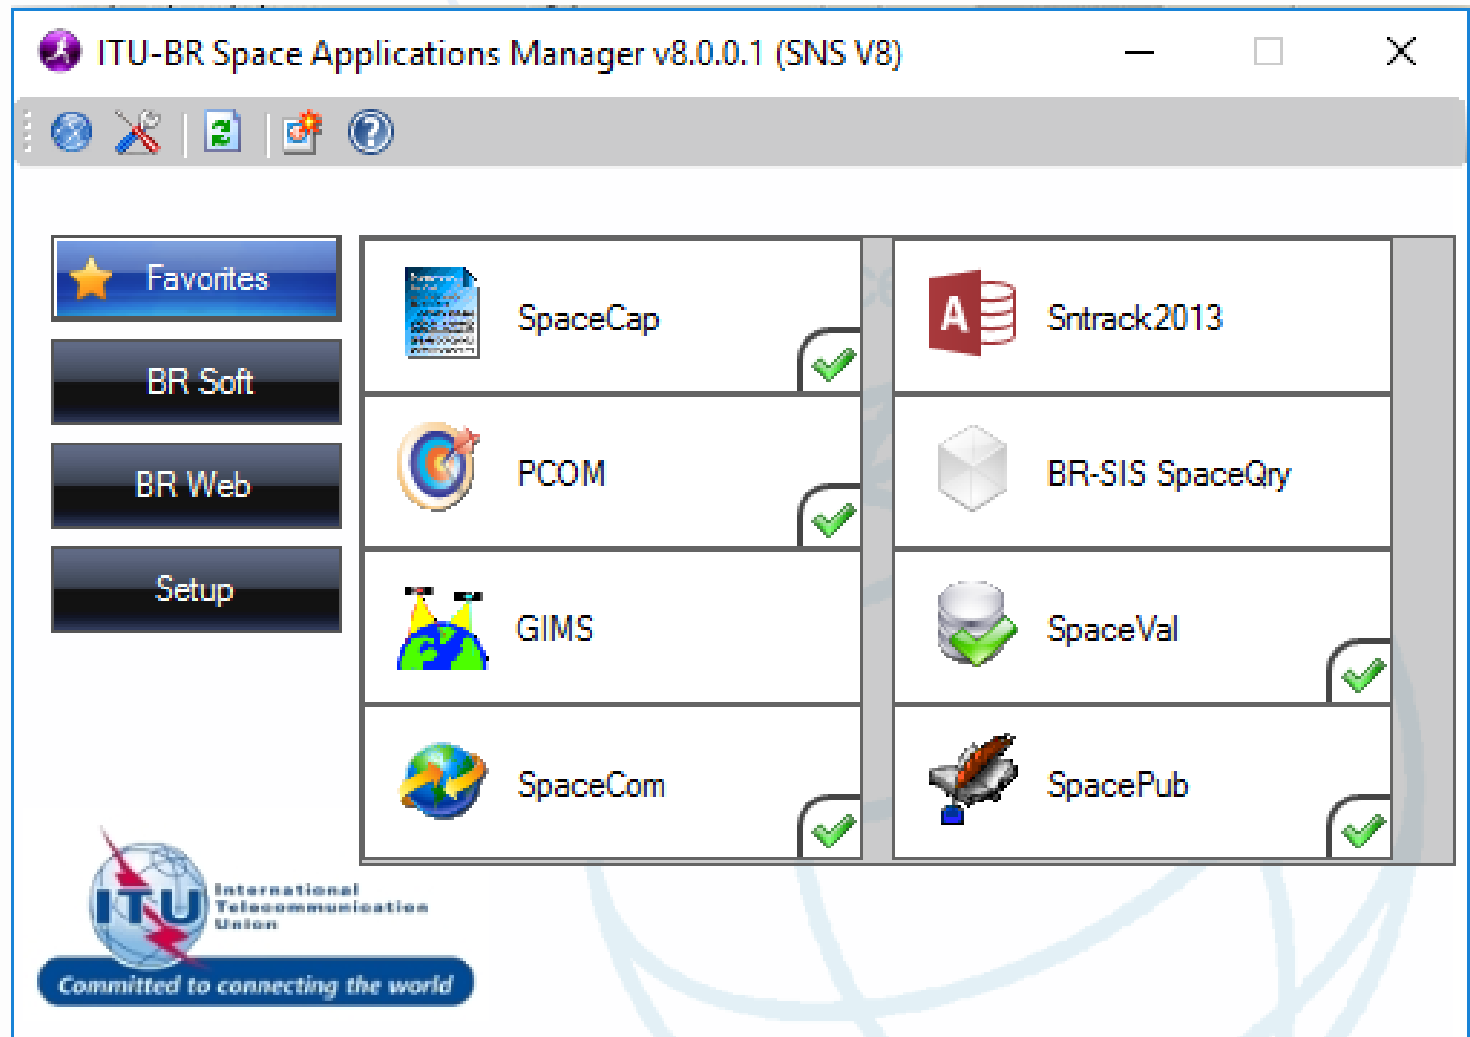 ITU-BR Space Applications Manager v8.0.0.1 (SNS V8)
Favorites
BR Soft
BR Web
Setup
SpaceCap
Sntrack2013
PCOM
BR-SIS SpaceQry
GIMS
SpaceVal
SpaceCom
SpacePub
ITU
International
Telecommunication
Union
Committed to connecting the world